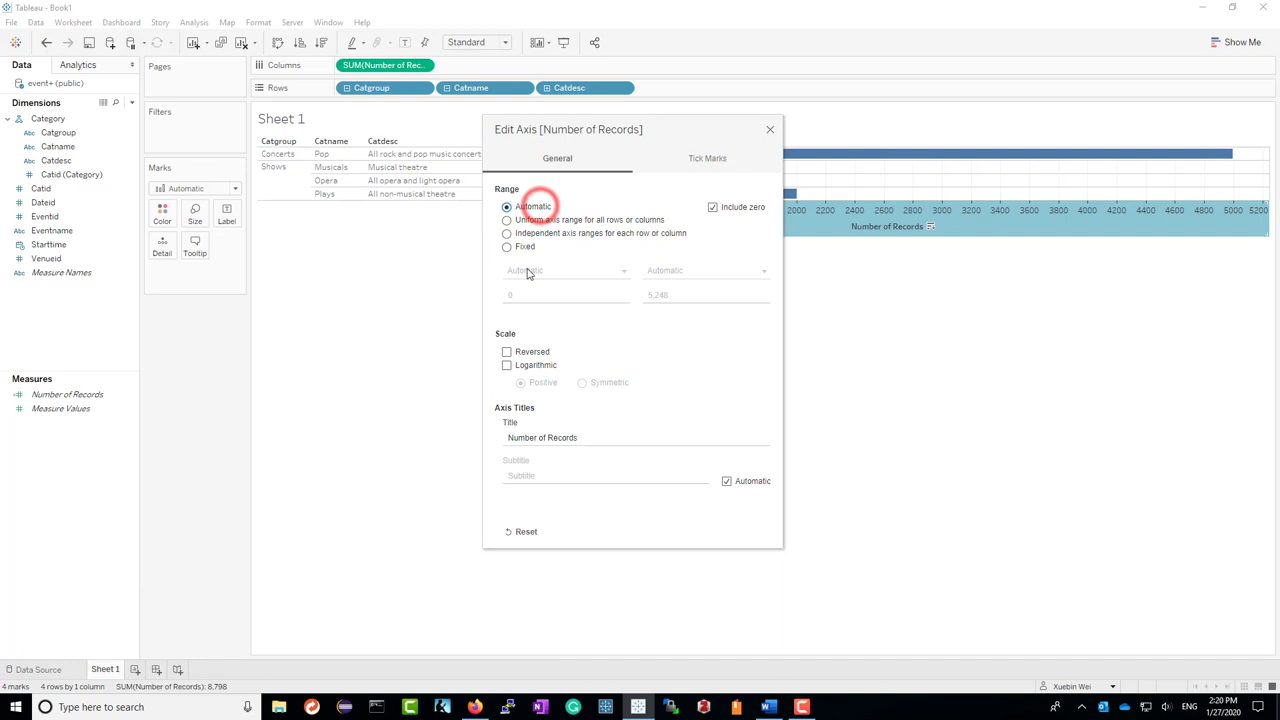 Tableau - Book1
File Data Worksheet Dashboard Story Analysis Map Format Server Window Help
Standard
Show Me
Data Analytics
event+ (public)
Dimensions
Category
Abc Catgroup
Abc Catname
Abc Catdesc
Abc Catid (Category)
Catid
Dateid
Eventid
Abc Eventname
Starttime
Venueid
Abc Measure Names
Measures
Number of Records
Measure Values
Pages
Filters
Marks
Automatic
Color Size Label
Detail Tooltip
Columns SUM(Number of Rec..
Rows Catgroup Catname Catdesc
Sheet 1
Catgroup Catname Catdesc
Concerts Pop All rock and pop music concert
Shows Musicals Musical theatre
Opera All opera and light opera
Plays All non-musical theatre
2000 2200 2400 2600 2800 3000 3200 3400 3600 3800 4000 4200 4400 4600 4800 5000 5200
Number of Records
Edit Axis [Number of Records]
General Tick Marks
Range
Automatic Include zero
Uniform axis range for all rows or columns
Independent axis ranges for each row or column
Fixed
Automatic Automatic
0 5,248
Scale
Reversed
Logarithmic
Positive Symmetric
Axis Titles
Title
Number of Records
Subtitle
Subtitle Automatic
Reset
Data Source Sheet 1
4 marks 4 rows by 1 column SUM(Number of Records): 8,798
Xuebin Wei
Type here to search
ENG
2:20 PM
1/27/2020